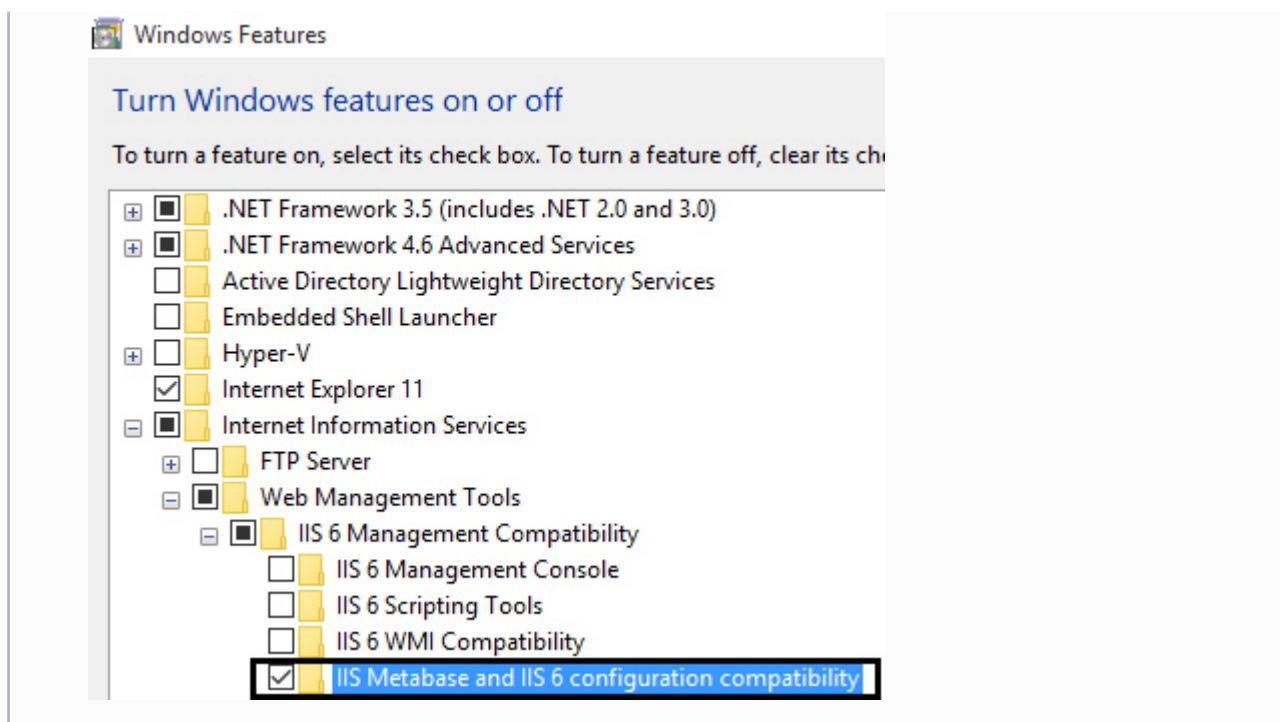 Windows Features
Turn Windows features on or off
To turn a feature on, select its check box. To turn a feature off, clear its
.NET Framework 3.5 (includes .NET 2.0 and 3.0)
.NET Framework 4.6 Advanced Services
Active Directory Lightweight Directory Services
Embedded Shell Launcher
Hyper-V
Internet Explorer 11
Internet Information Services
FTP Server
Web Management Tools
IIS 6 Management Compatibility
IIS 6 Management Console
IIS 6 Scripting Tools
IIS 6 WMI Compatibility
IIS Metabase and IIS 6 configuration compatibility